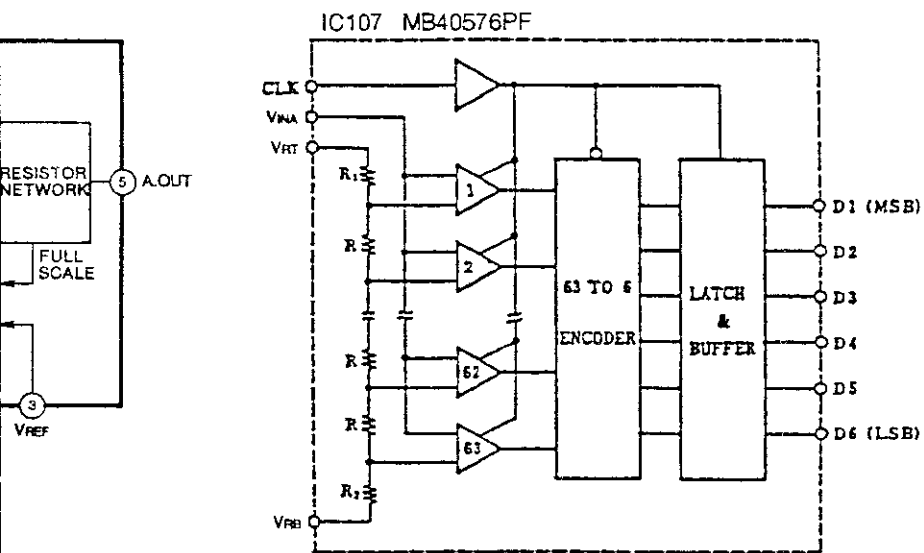 IC107 MB40576PF
RESISTOR
NETWORK
5
A.OUT
FULL
SCALE
3
VREF
CLK
VINA
VRT
R1
1
R
2
R
62
R
63
R2
VRB
63 TO 6
ENCODER
LATCH
&
BUFFER
D1 (MSB)
D2
D3
D4
D5
D6 (LSB)